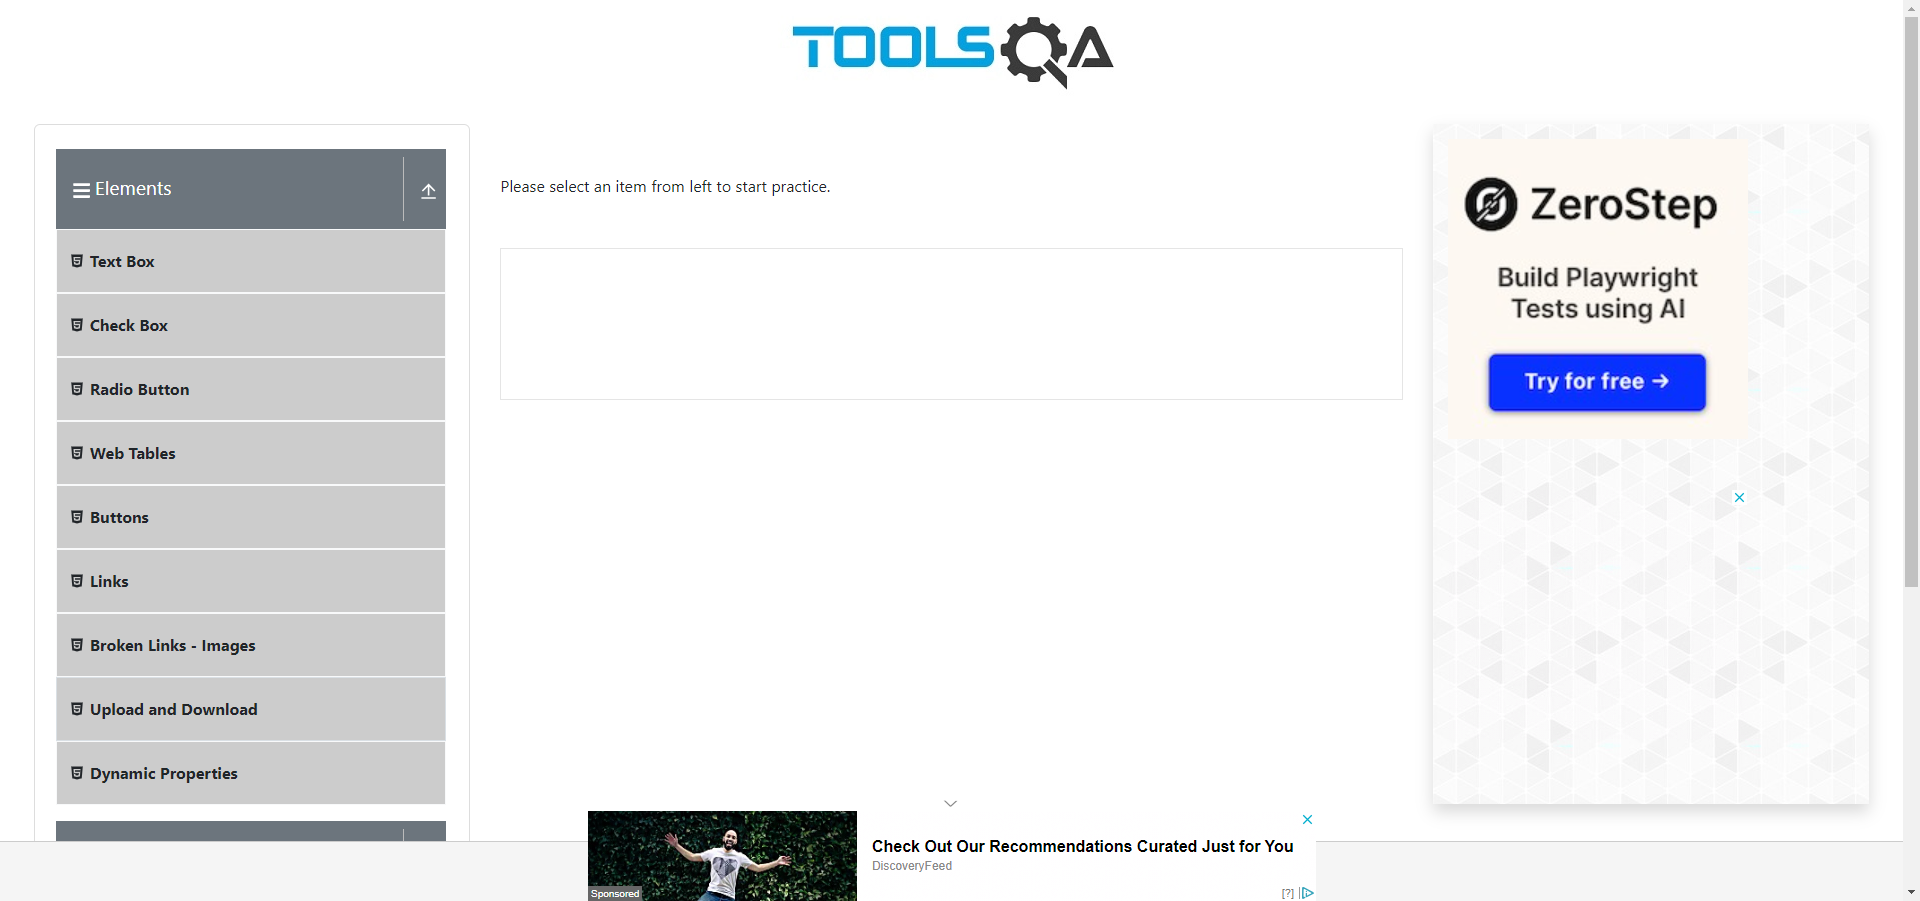 TOOLSQA
Elements
Text Box
Check Box
Radio Button
Web Tables
Buttons
Links
Broken Links - Images
Upload and Download
Dynamic Properties
Please select an item from left to start practice.
ZeroStep
Build Playwright
Tests using AI
Try for free →
Sponsored
Check Out Our Recommendations Curated Just for You
DiscoveryFeed
[?]